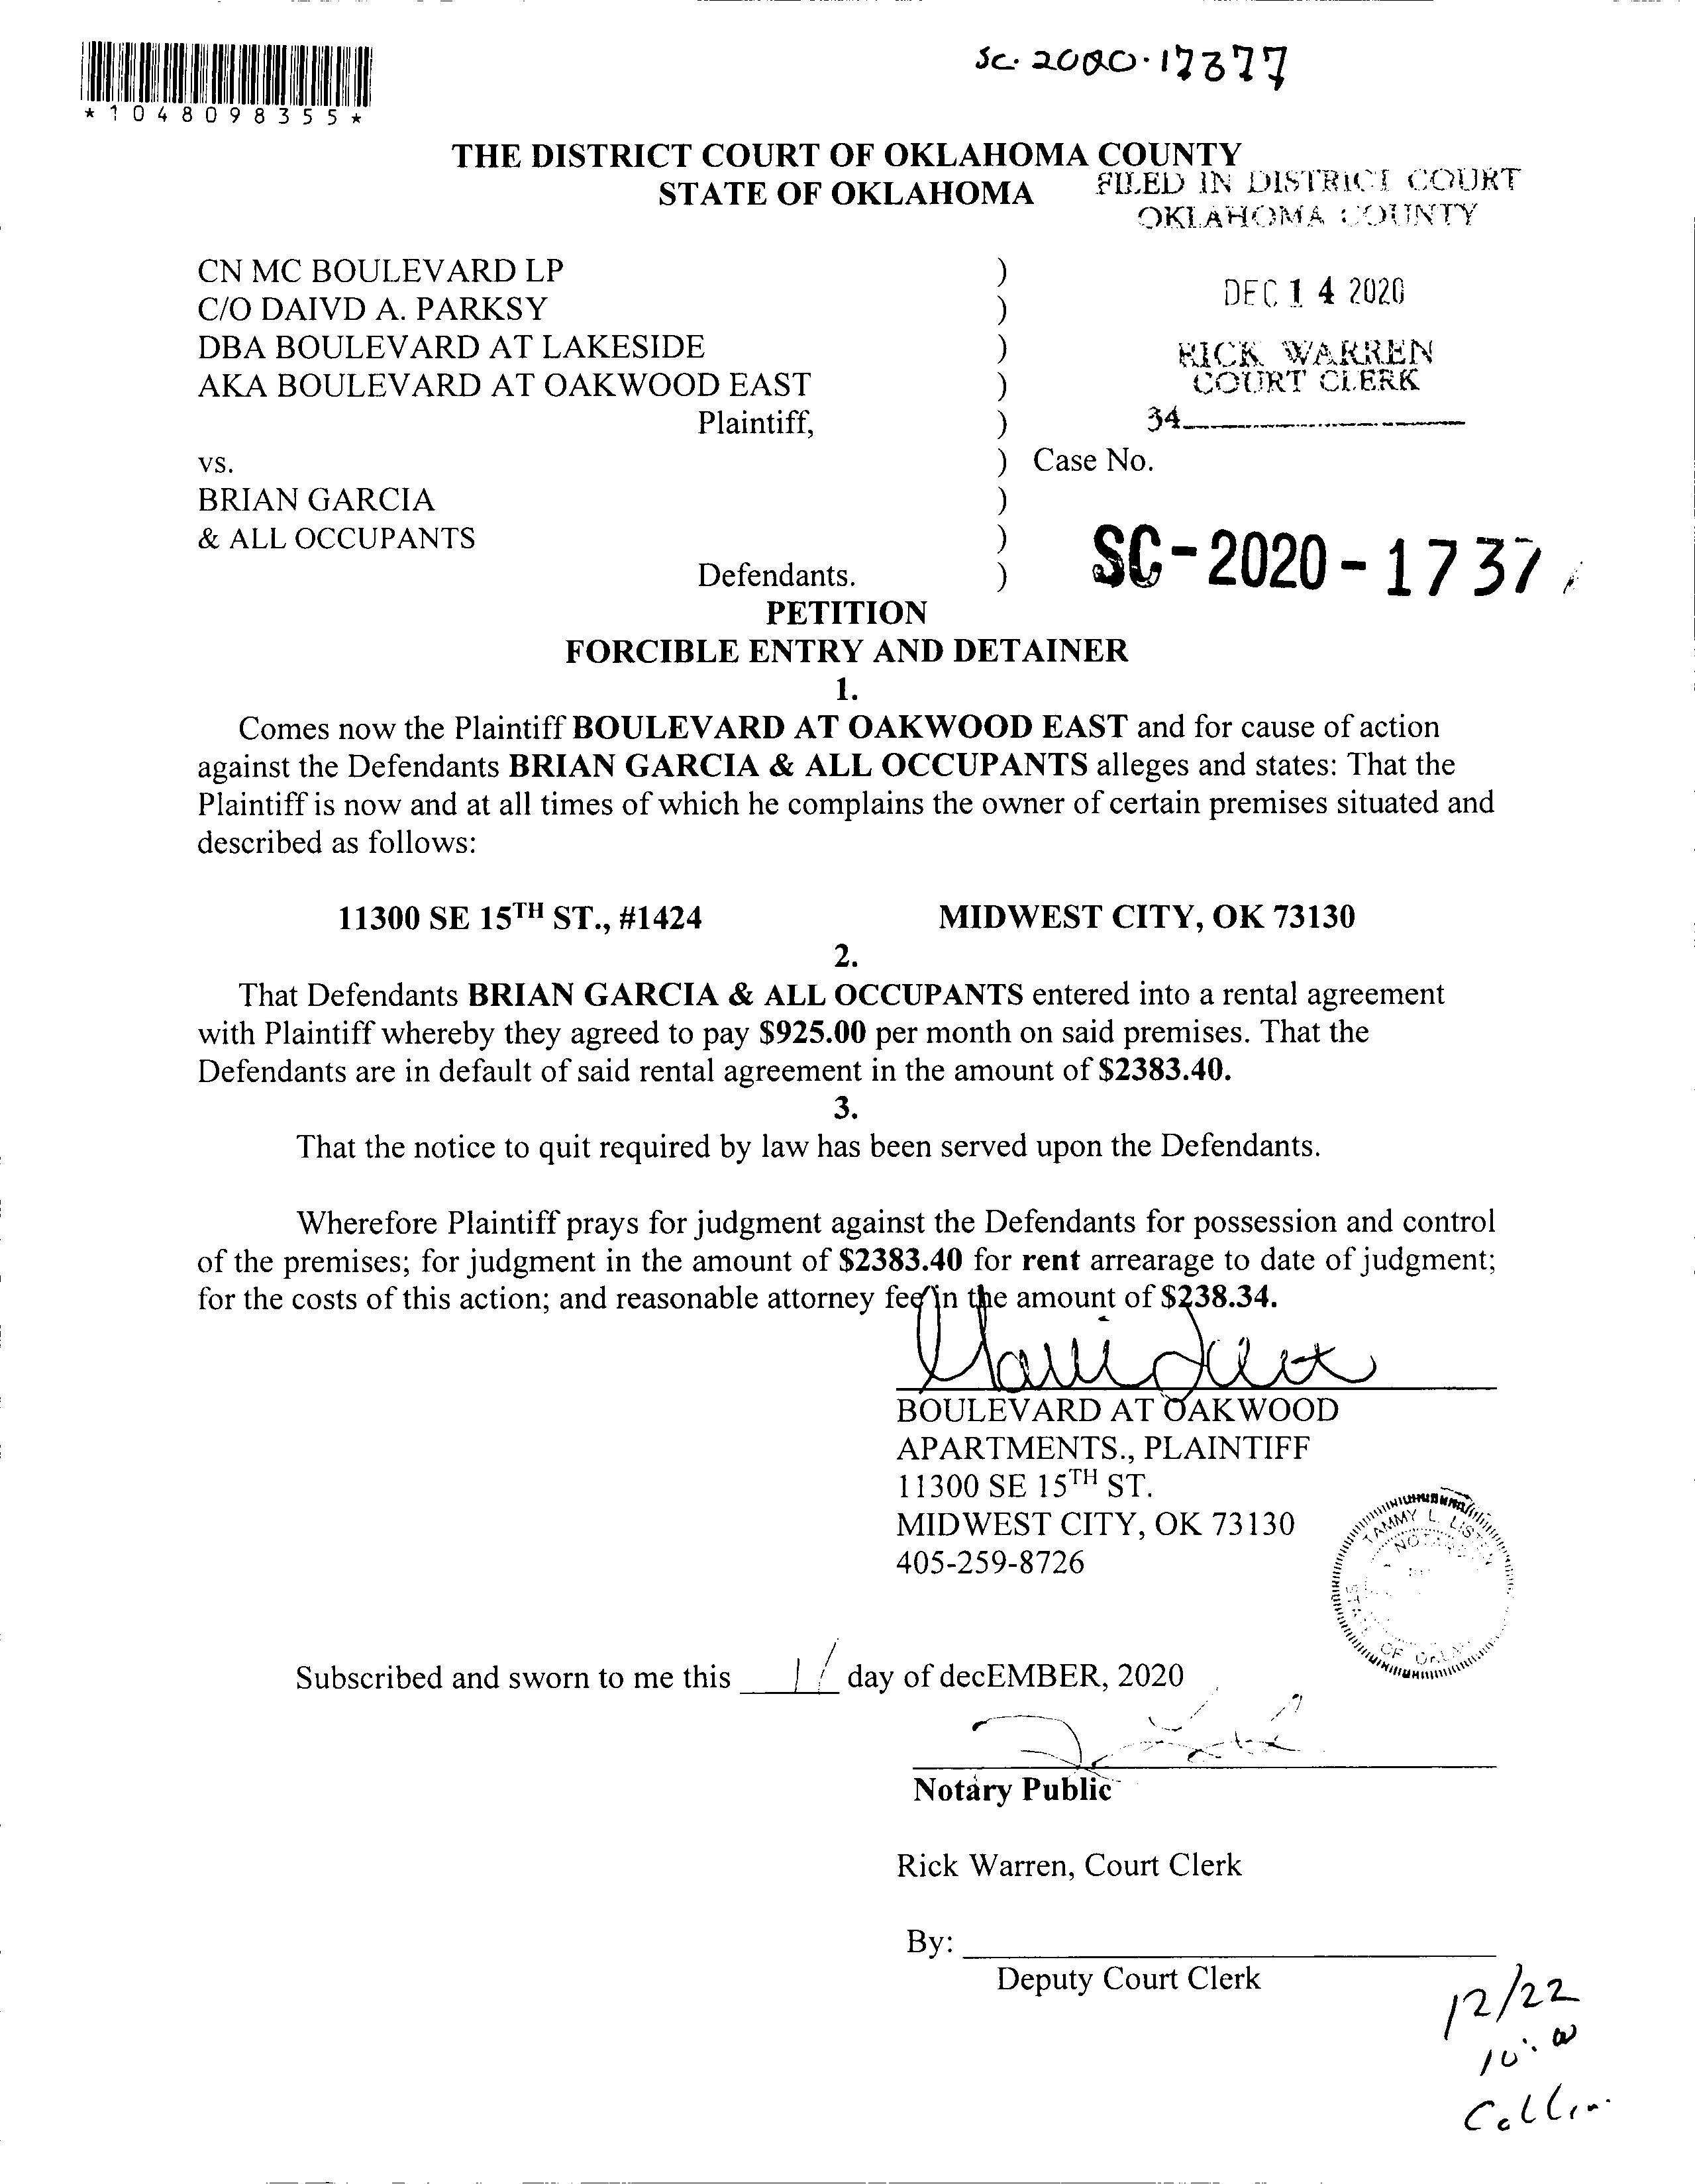 sc. 2020.17377
*1048098355*
THE DISTRICT COURT OF OKLAHOMA COUNTY
STATE OF OKLAHOMA
FILED IN DISTRICT COURT
OKLAHOMA COUNTY
CN MC BOULEVARD LP )
C/O DAIVD A. PARKSY )
DEC 14 2020
DBA BOULEVARD AT LAKESIDE )
RICK WARREN
AKA BOULEVARD AT OAKWOOD EAST )
COURT CLERK
Plaintiff, )
34
vs. ) Case No.
BRIAN GARCIA )
& ALL OCCUPANTS )
SC-2020-1737
Defendants. )
PETITION
FORCIBLE ENTRY AND DETAINER
1.
Comes now the Plaintiff BOULEVARD AT OAKWOOD EAST and for cause of action
against the Defendants BRIAN GARCIA & ALL OCCUPANTS alleges and states: That the
Plaintiff is now and at all times of which he complains the owner of certain premises situated and
described as follows:
11300 SE 15TH ST., #1424 MIDWEST CITY, OK 73130
2.
That Defendants BRIAN GARCIA & ALL OCCUPANTS entered into a rental agreement
with Plaintiff whereby they agreed to pay $925.00 per month on said premises. That the
Defendants are in default of said rental agreement in the amount of $2383.40.
3.
That the notice to quit required by law has been served upon the Defendants.
Wherefore Plaintiff prays for judgment against the Defendants for possession and control
of the premises; for judgment in the amount of $2383.40 for rent arrearage to date of judgment;
for the costs of this action; and reasonable attorney fee in the amount of $238.34.
BOULEVARD AT OAKWOOD
APARTMENTS., PLAINTIFF
11300 SE 15TH ST.
MIDWEST CITY, OK 73130
405-259-8726
TAMMY L.
OF
Subscribed and sworn to me this 11 day of decEMBER, 2020
Notary Public
Rick Warren, Court Clerk
By:
Deputy Court Clerk
12/22
10:00